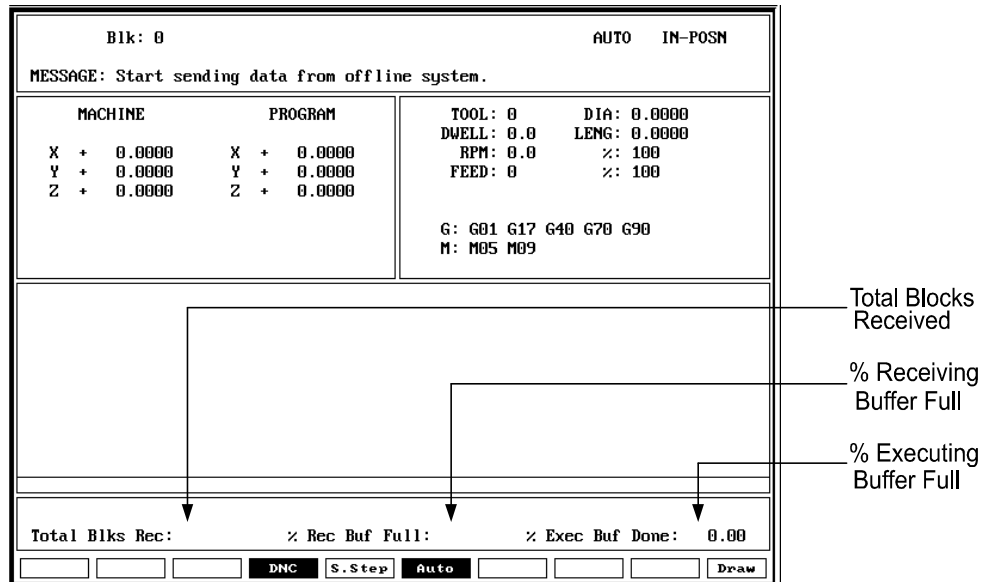 Blk: 0 AUTO IN-POSN
MESSAGE: Start sending data from offline system.
MACHINE PROGRAM
X + 0.0000 X + 0.0000
Y + 0.0000 Y + 0.0000
Z + 0.0000 Z + 0.0000
TOOL: 0 DIA: 0.0000
DWELL: 0.0 LENG: 0.0000
RPM: 0.0 %: 100
FEED: 0 %: 100
G: G01 G17 G40 G70 G90
M: M05 M09
Total Blocks
Received
% Receiving
Buffer Full
% Executing
Buffer Full
Total Blks Rec: % Rec Buf Full: % Exec Buf Done: 0.00
DNC S.Step Auto Draw